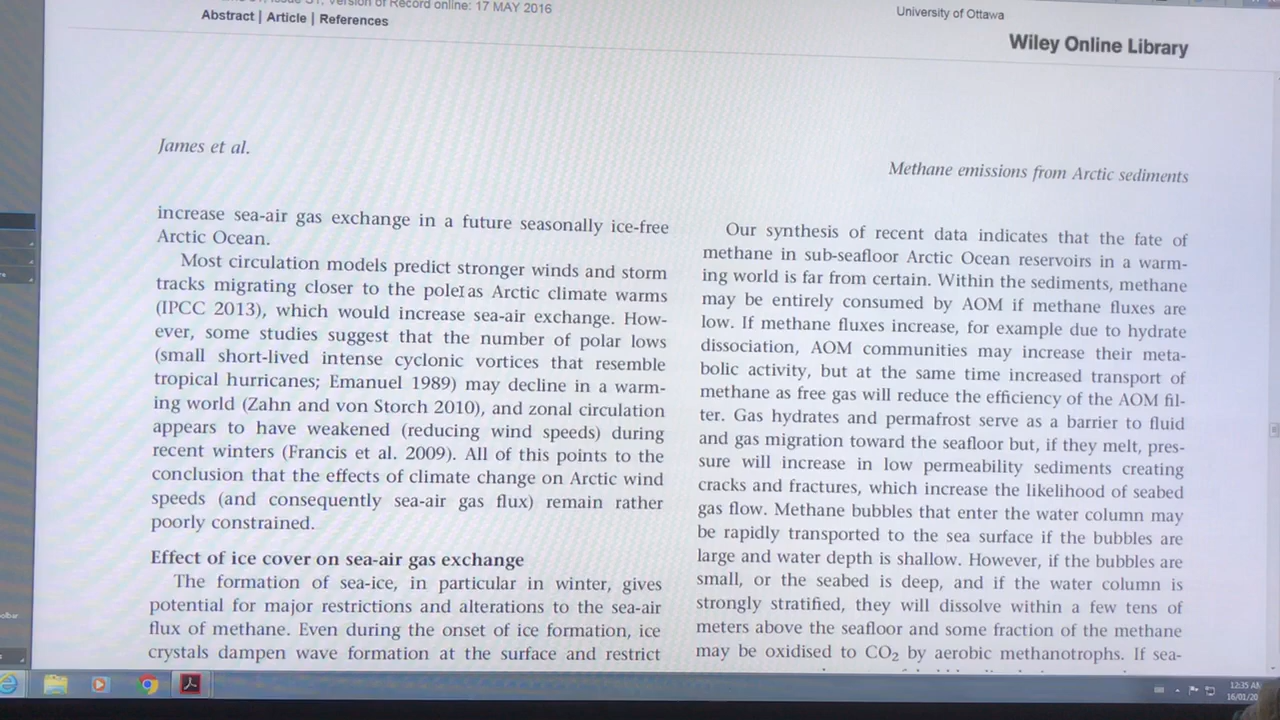 Version of Record online: 17 MAY 2016
Abstract | Article | References
University of Ottawa
Wiley Online Library
James et al.
Methane emissions from Arctic sediments
increase sea-air gas exchange in a future seasonally ice-free
Arctic Ocean.
Most circulation models predict stronger winds and storm
tracks migrating closer to the pole as Arctic climate warms
(IPCC 2013), which would increase sea-air exchange. How-
ever, some studies suggest that the number of polar lows
(small short-lived intense cyclonic vortices that resemble
tropical hurricanes; Emanuel 1989) may decline in a warm-
ing world (Zahn and von Storch 2010), and zonal circulation
appears to have weakened (reducing wind speeds) during
recent winters (Francis et al. 2009). All of this points to the
conclusion that the effects of climate change on Arctic wind
speeds (and consequently sea-air gas flux) remain rather
poorly constrained.
Effect of ice cover on sea-air gas exchange
The formation of sea-ice, in particular in winter, gives
potential for major restrictions and alterations to the sea-air
flux of methane. Even during the onset of ice formation, ice
crystals dampen wave formation at the surface and restrict
Our synthesis of recent data indicates that the fate of
methane in sub-seafloor Arctic Ocean reservoirs in a warm-
ing world is far from certain. Within the sediments, methane
may be entirely consumed by AOM if methane fluxes are
low. If methane fluxes increase, for example due to hydrate
dissociation, AOM communities may increase their meta-
bolic activity, but at the same time increased transport of
methane as free gas will reduce the efficiency of the AOM fil-
ter. Gas hydrates and permafrost serve as a barrier to fluid
and gas migration toward the seafloor but, if they melt, pres-
sure will increase in low permeability sediments creating
cracks and fractures, which increase the likelihood of seabed
gas flow. Methane bubbles that enter the water column may
be rapidly transported to the sea surface if the bubbles are
large and water depth is shallow. However, if the bubbles are
small, or the seabed is deep, and if the water column is
strongly stratified, they will dissolve within a few tens of
meters above the seafloor and some fraction of the methane
may be oxidised to CO₂ by aerobic methanotrophs. If sea-
12:35 AM
16/01/20